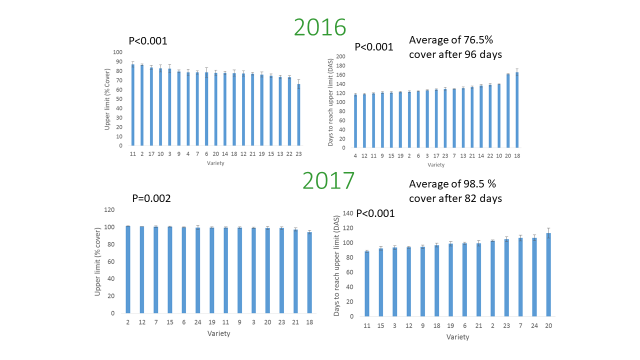 2016
P<0.001
Upper limit (% Cover)
100
90
80
70
60
50
40
30
20
10
0
11 2 17 10 3 9 4 7 6 20 14 18 12 21 19 15 13 22 23
Variety
P<0.001
Average of 76.5%
cover after 96 days
Days to reach upper limit (DAS)
200
180
160
140
120
100
80
60
40
20
0
4 12 11 9 15 19 2 6 3 17 23 7 13 21 14 22 10 20 18
Variety
2017
P=0.002
Upper limit (% cover)
120
100
80
60
40
20
0
2 12 7 15 6 24 19 11 9 3 20 23 21 18
Variety
Average of 98.5 %
cover after 82 days
P<0.001
Days to reach upper limit (DAS)
140
120
100
80
60
40
20
0
11 15 3 12 9 18 19 6 21 2 23 7 24 20
Variety